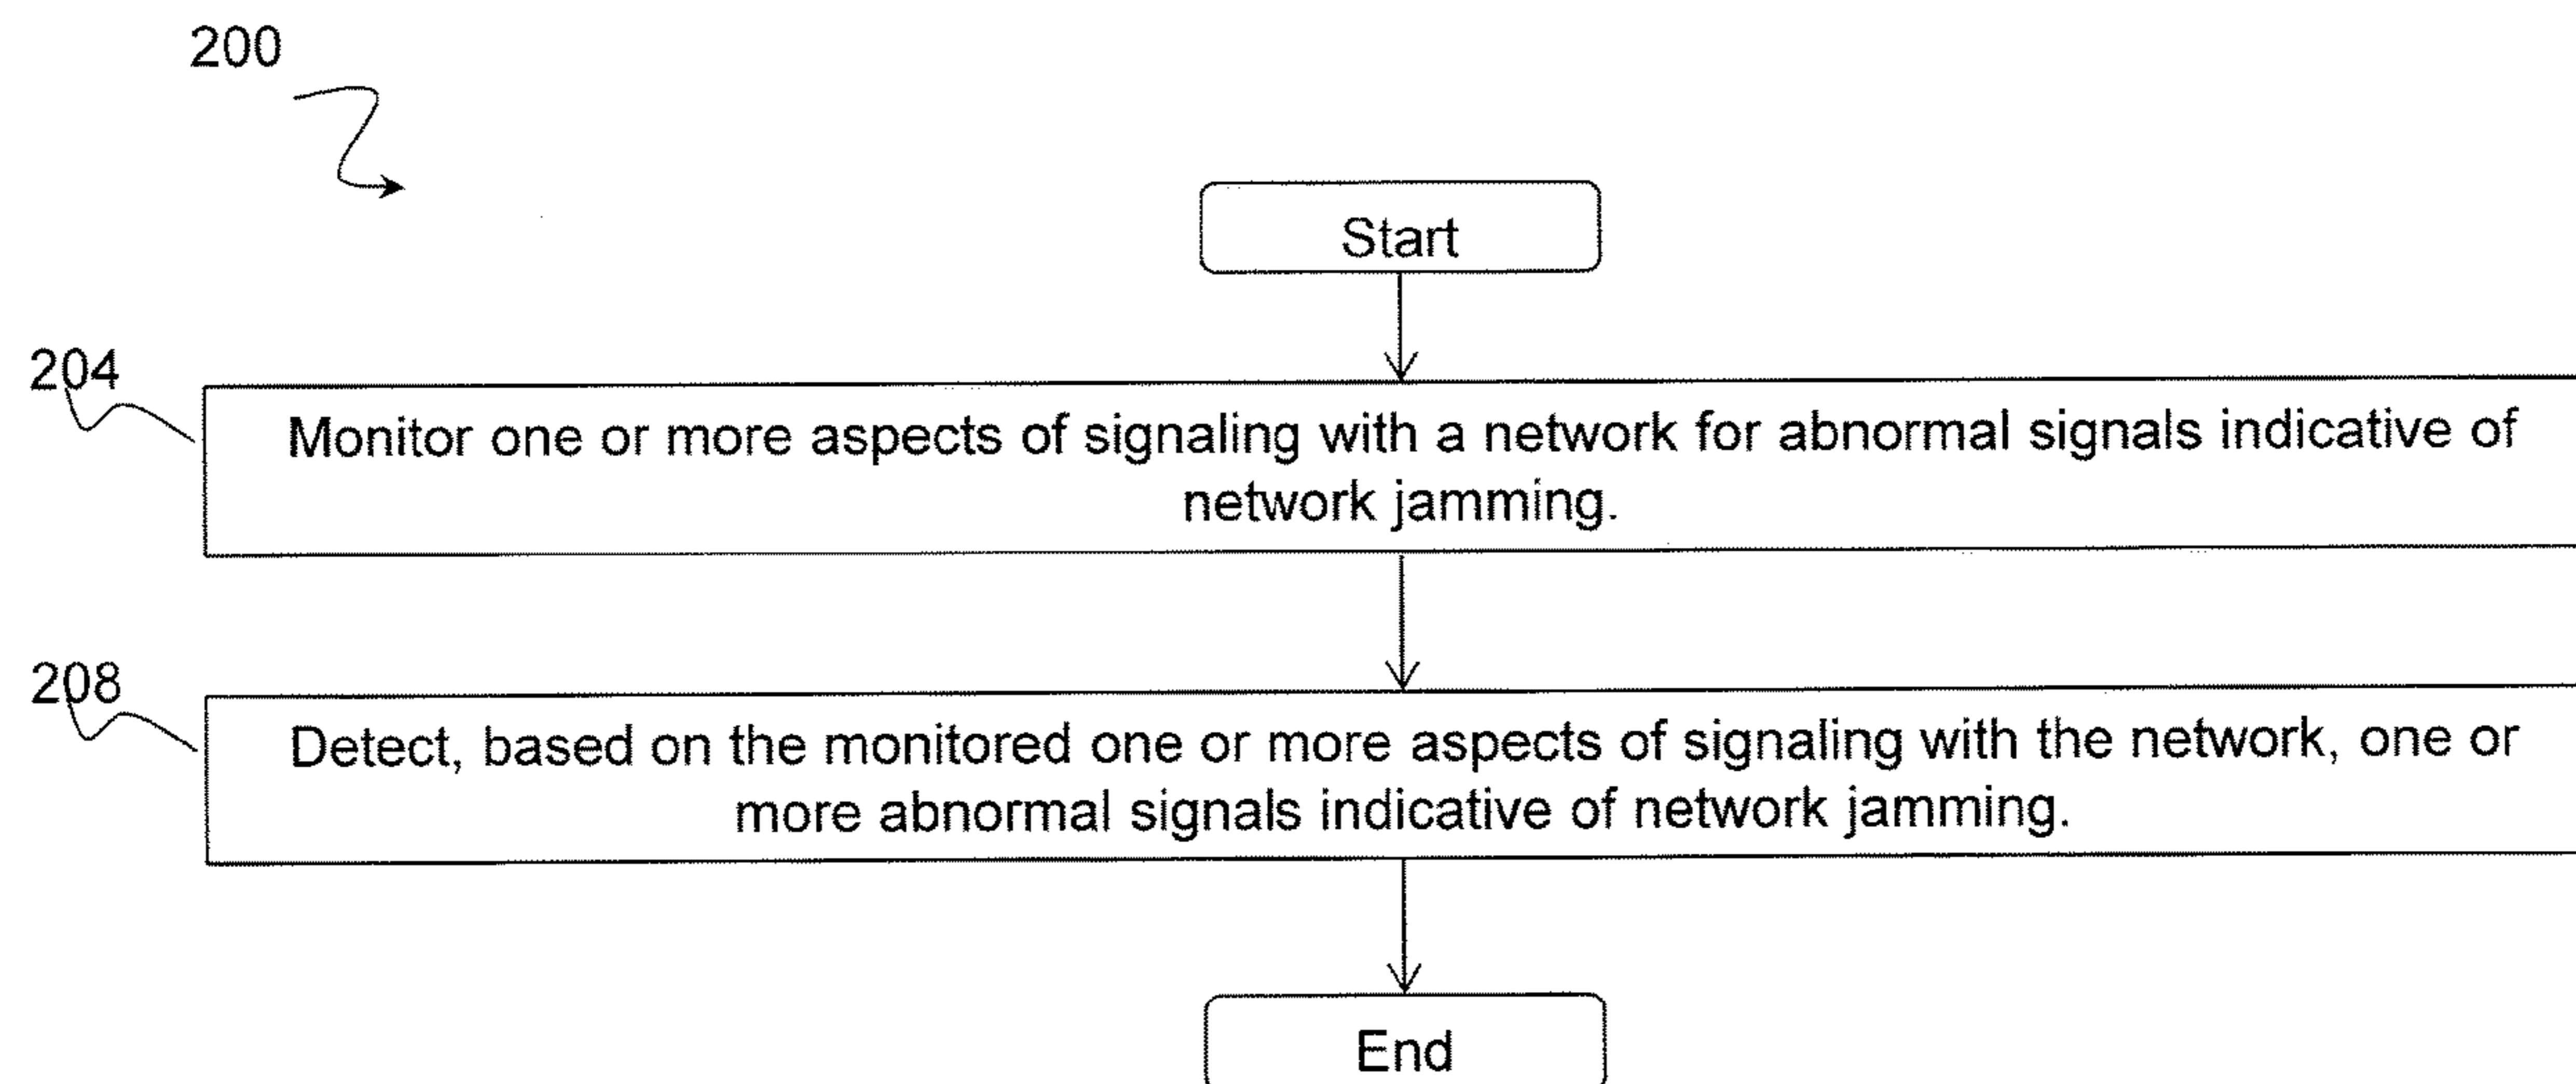 200
Start
204
Monitor one or more aspects of signaling with a network for abnormal signals indicative of
network jamming.
208
Detect, based on the monitored one or more aspects of signaling with the network, one or
more abnormal signals indicative of network jamming.
End